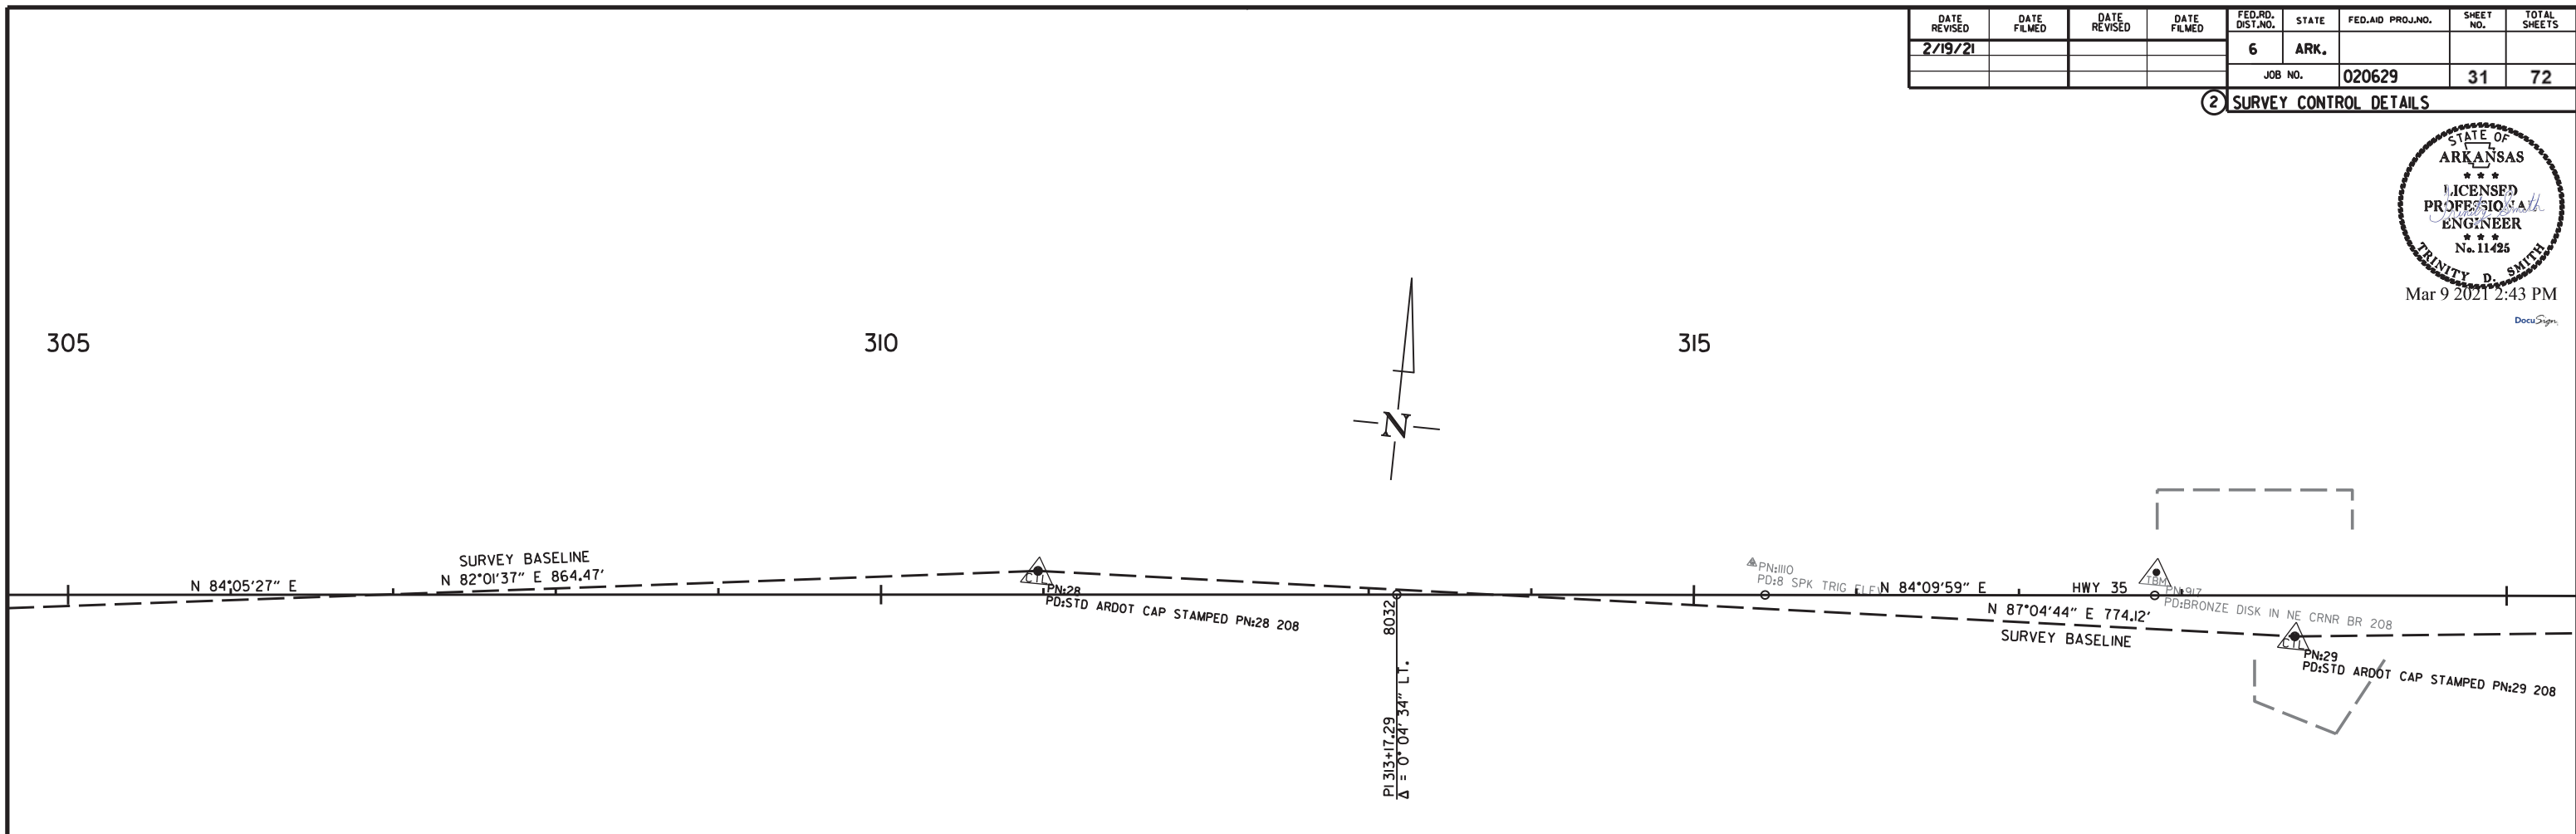 DATE REVISED
DATE FILMED
DATE REVISED
DATE FILMED
FED.RD. DIST.NO.
STATE
FED.AID PROJ.NO.
SHEET NO.
TOTAL SHEETS
2/19/21
6
ARK.
JOB NO.
020629
31
72
2 SURVEY CONTROL DETAILS
STATE OF
ARKANSAS
★ ★ ★
LICENSED
PROFESSIONAL
ENGINEER
★ ★ ★
No. 11425
TRINITY D. SMITH
Trinity Smith
Mar 9 2021 2:43 PM
DocuSign
305
310
315
N
SURVEY BASELINE
N 84°05'27" E
N 82°01'37" E 864.47'
CTL
PN:28
PD:STD ARDOT CAP STAMPED PN:28 208
8032
PI 313+17.29
Δ = 0°04'34" LT.
PN:1110
PD:8 SPK TRIG ELEV
N 84°09'59" E
HWY 35
TBM
PN:917
PD:BRONZE DISK IN NE CRNR BR 208
N 87°04'44" E 774.12'
SURVEY BASELINE
CTL
PN:29
PD:STD ARDOT CAP STAMPED PN:29 208